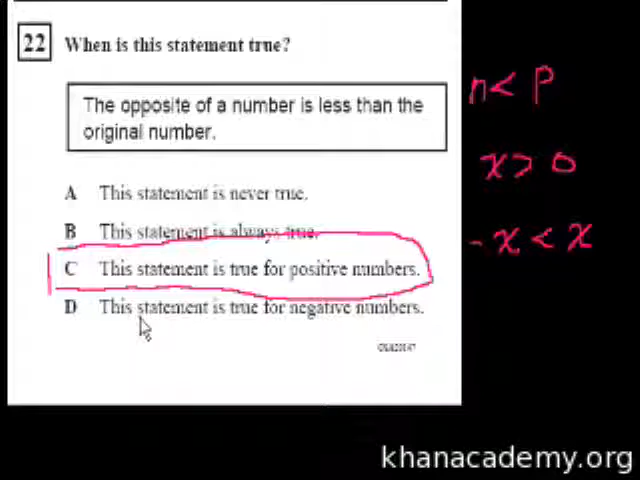 22 When is this statement true?
The opposite of a number is less than the
original number.
A This statement is never true.
B This statement is always true.
C This statement is true for positive numbers.
D This statement is true for negative numbers.
n < p
x > 0
-x < x
khanacademy.org